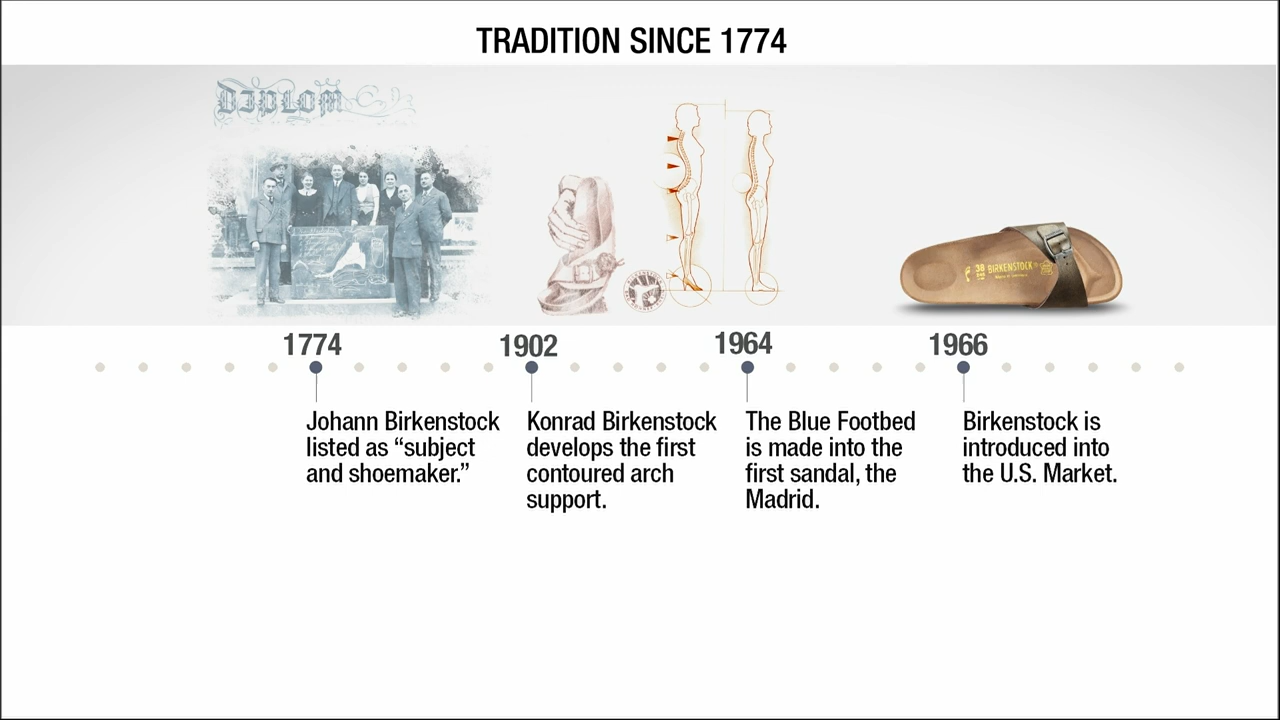 TRADITION SINCE 1774
Diplom
38
BIRKENSTOCK
1774
1902
1964
1966
Johann Birkenstock
listed as “subject
and shoemaker.”
Konrad Birkenstock
develops the first
contoured arch
support.
The Blue Footbed
is made into the
first sandal, the
Madrid.
Birkenstock is
introduced into
the U.S. Market.